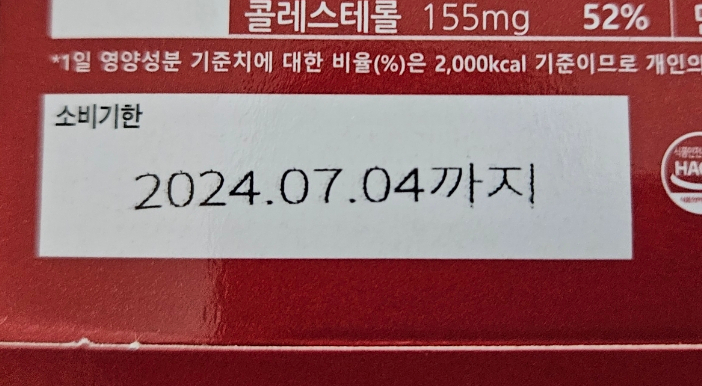 콜레스테롤 155mg 52%
*1일 영양성분 기준치에 대한 비율(%)은 2,000kcal 기준이므로 개인의
소비기한
2024.07.04까지